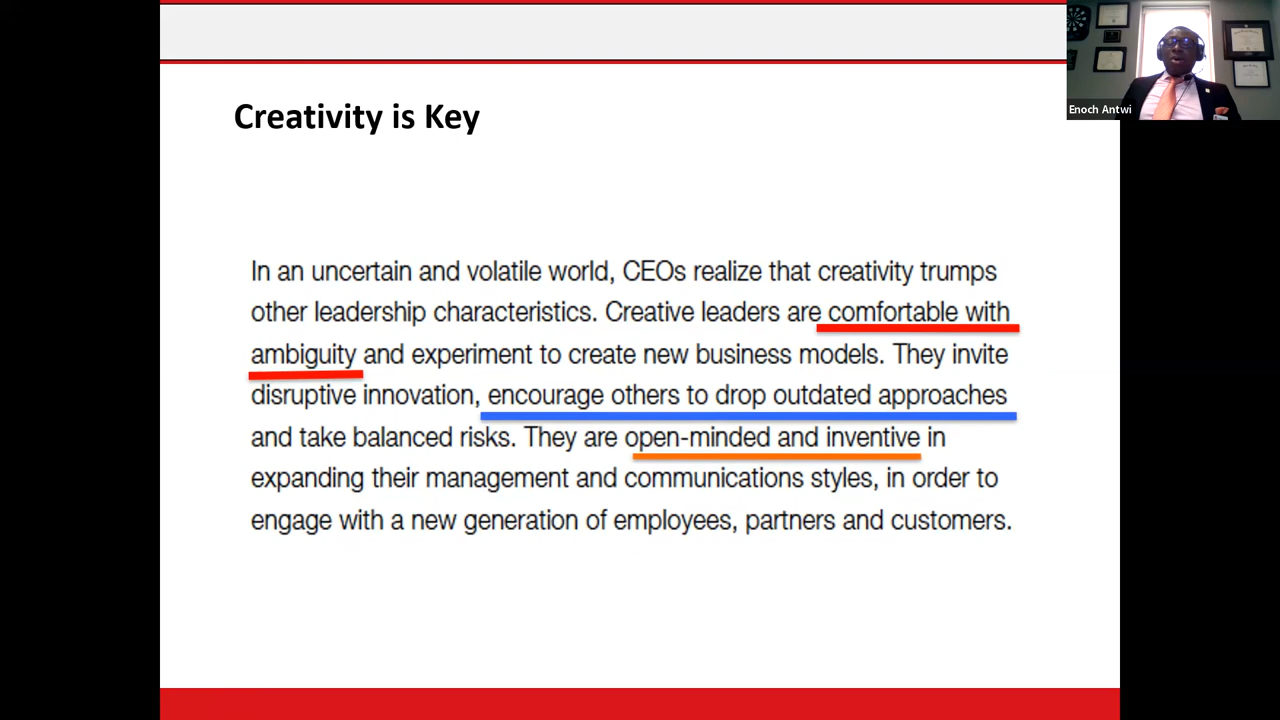 Creativity is Key
Enoch Antwi
In an uncertain and volatile world, CEOs realize that creativity trumps
other leadership characteristics. Creative leaders are comfortable with
ambiguity and experiment to create new business models. They invite
disruptive innovation, encourage others to drop outdated approaches
and take balanced risks. They are open-minded and inventive in
expanding their management and communications styles, in order to
engage with a new generation of employees, partners and customers.